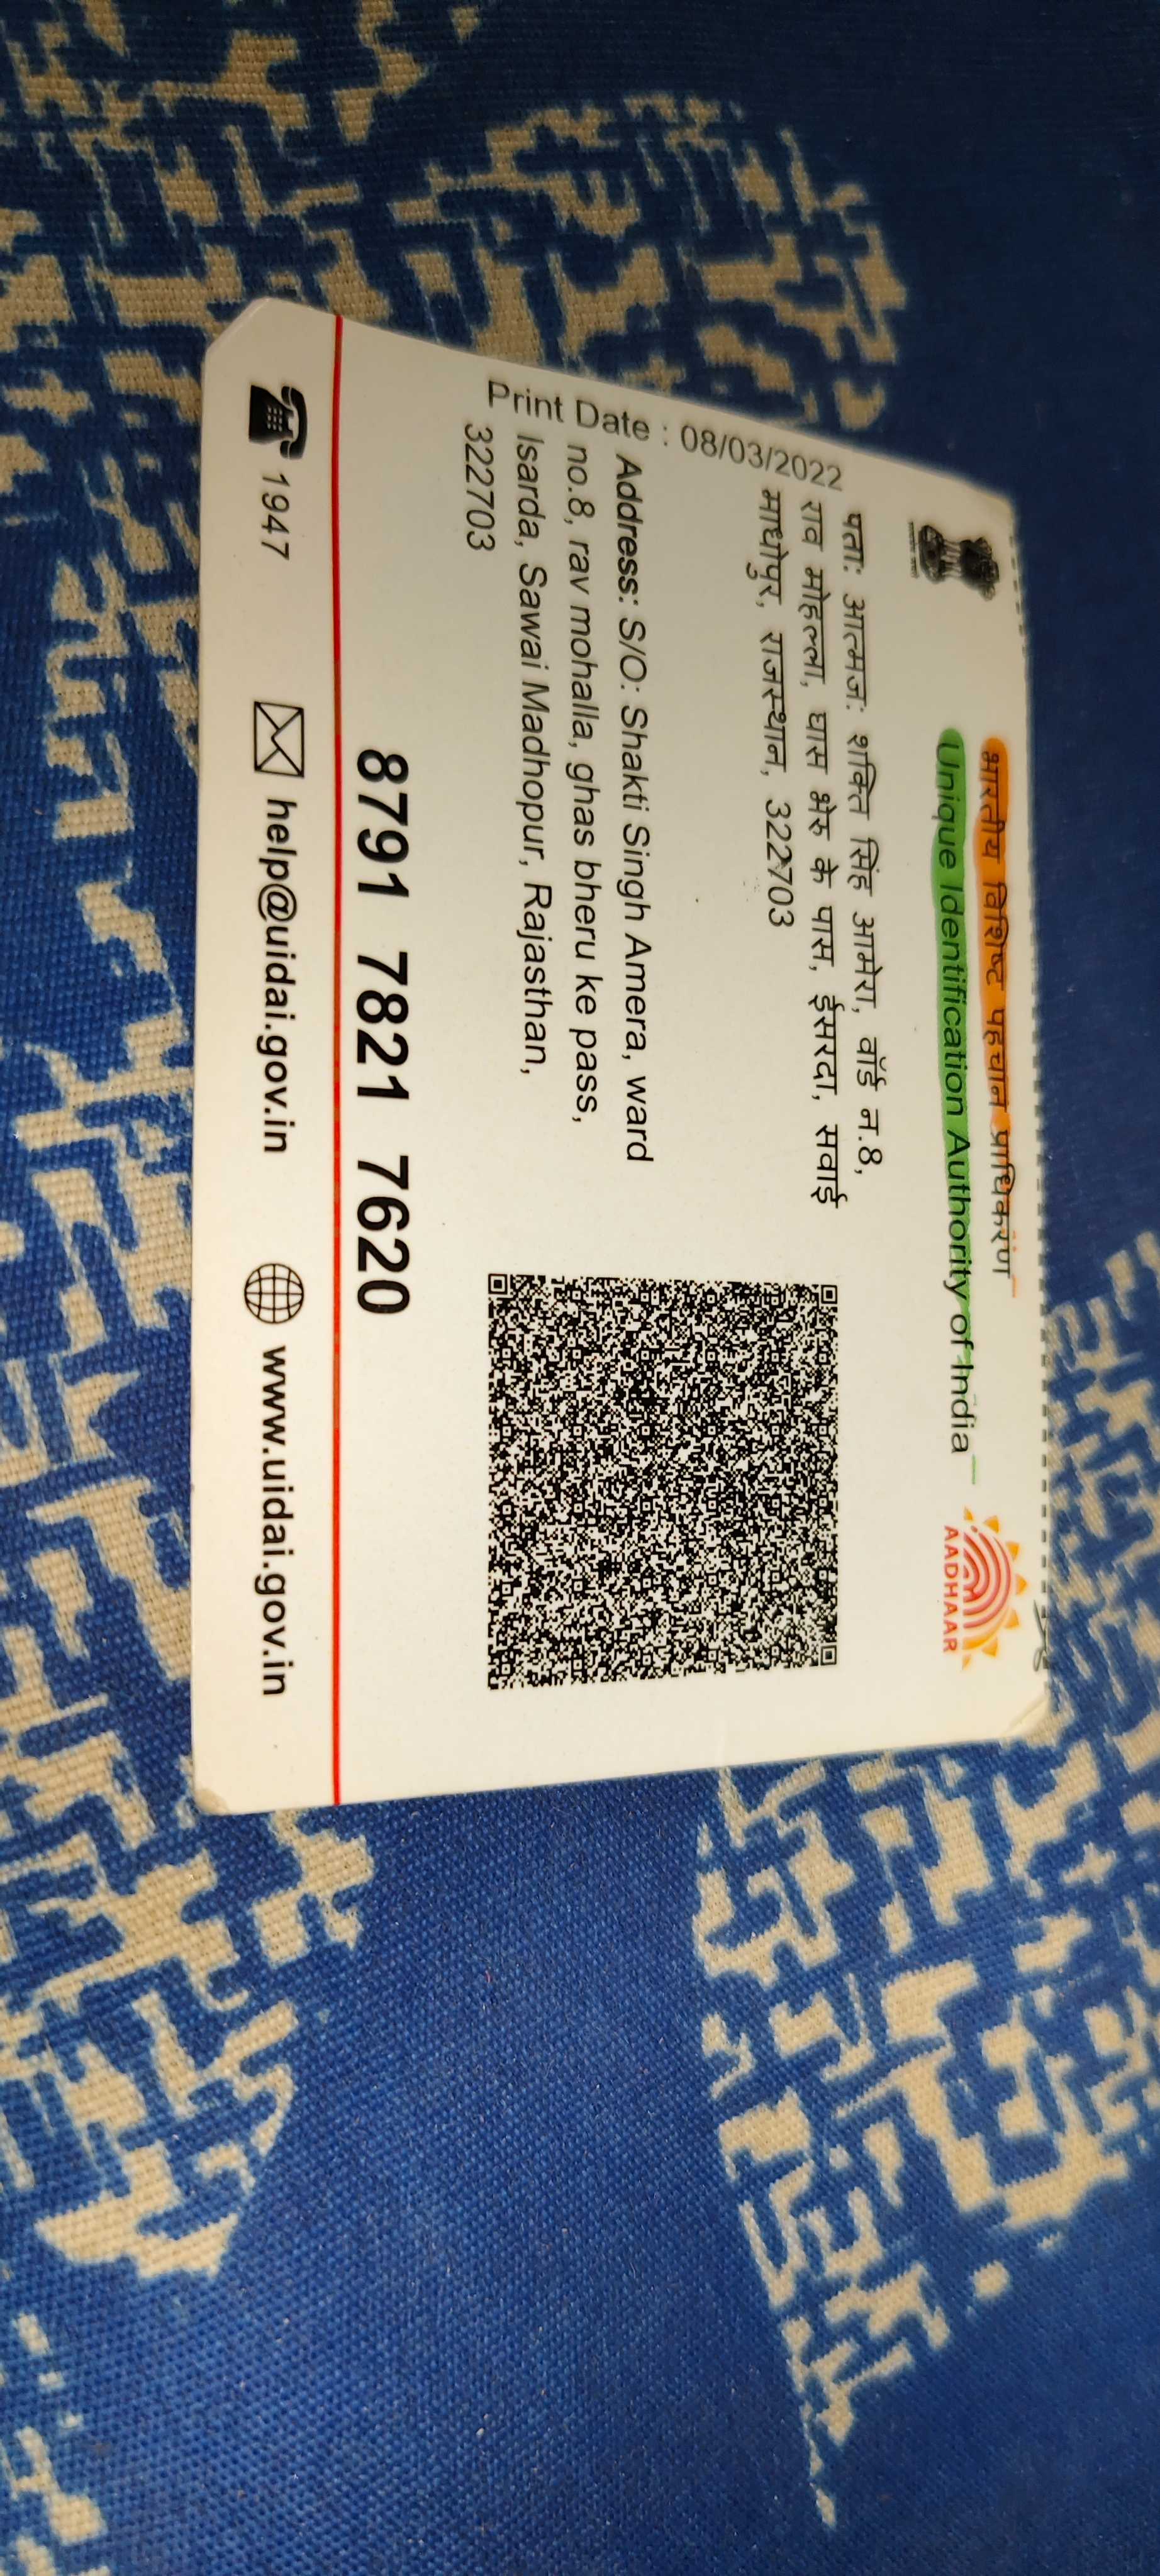 भारतीय विशिष्ट पहचान प्राधिकरण
Unique Identification Authority of India
AADHAAR
Print Date : 08/03/2022
पता: आत्मज: शक्ति सिंह आमेरा, वॉर्ड न.8,
राव मोहल्ला, घास भेरु के पास, ईसरदा, सवाई
माधोपुर, राजस्थान, 322703
Address: S/O: Shakti Singh Amera, ward
no.8, rav mohalla, ghas bheru ke pass,
Isarda, Sawai Madhopur, Rajasthan,
322703
8791 7821 7620
1947 help@uidai.gov.in www.uidai.gov.in